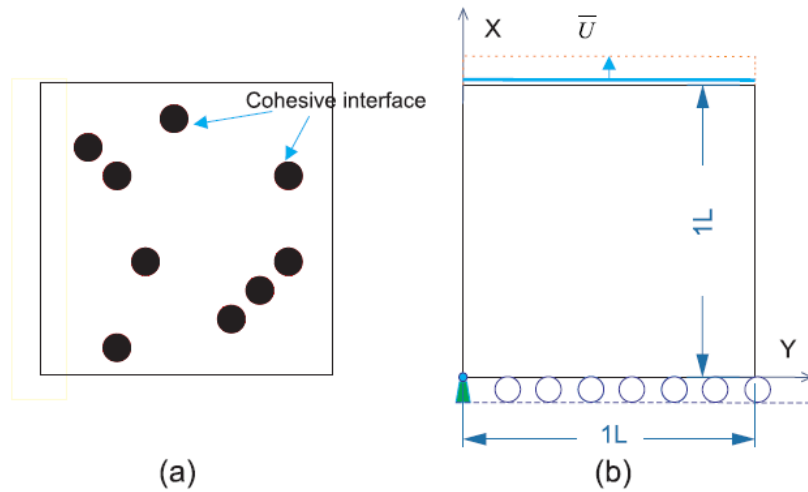 Cohesive interface
(a)
X
U̅
1L
Y
1L
(b)